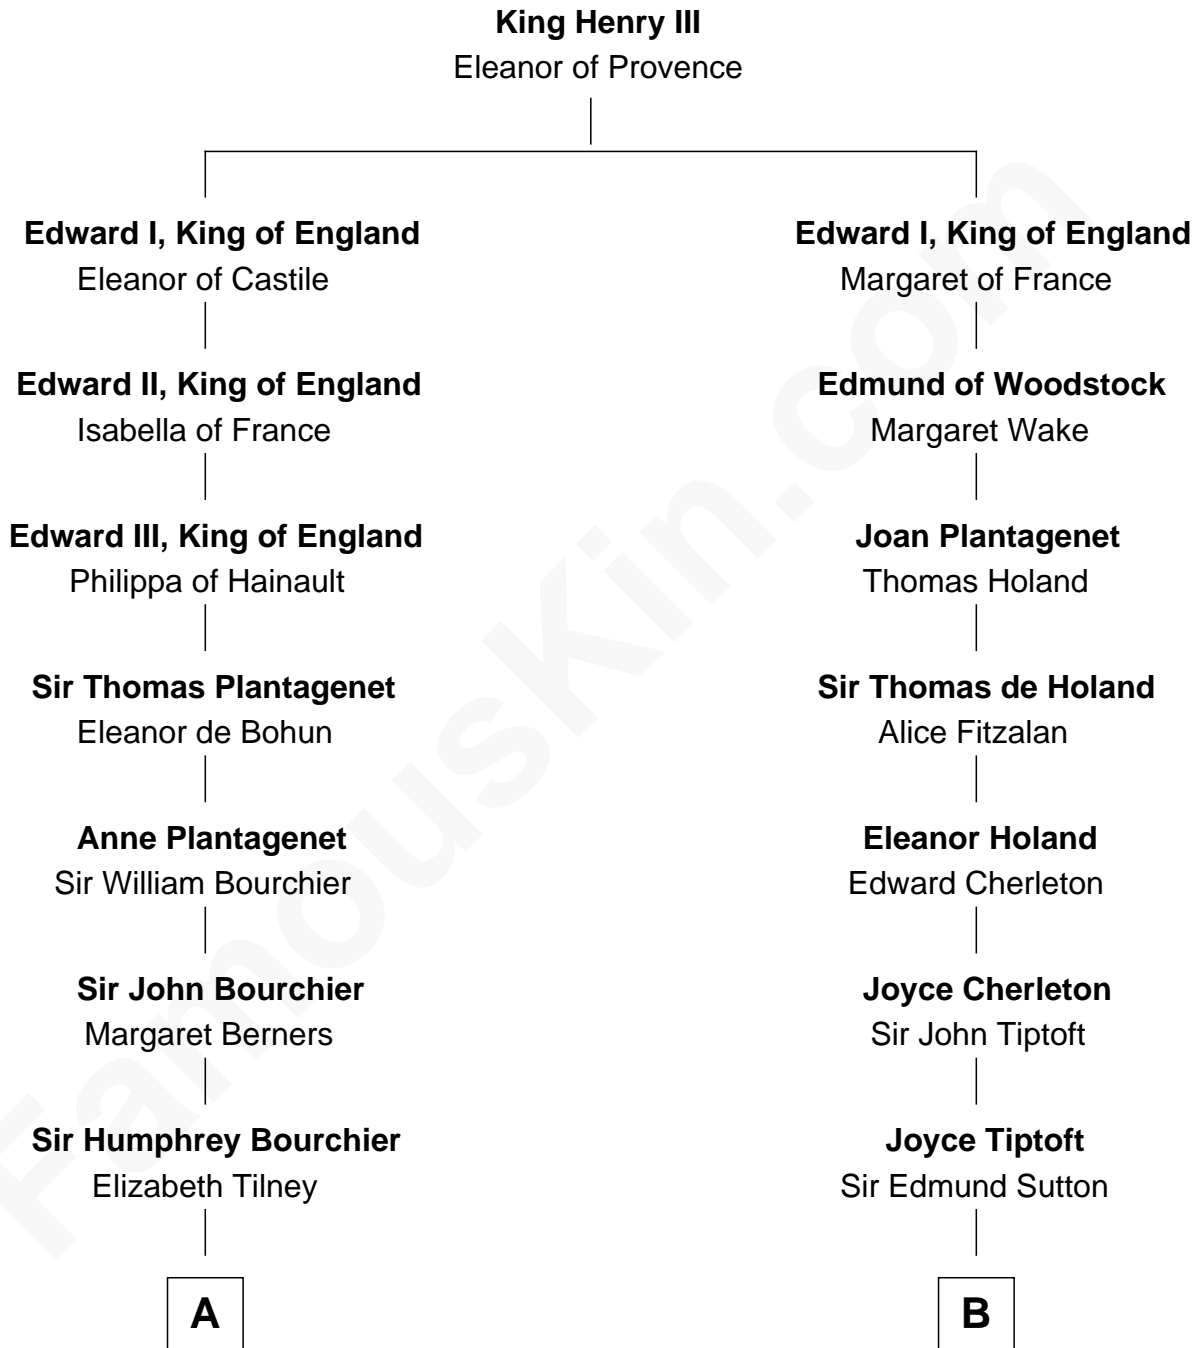 King Henry III
Eleanor of Provence
Edward I, King of England
Eleanor of Castile
Edward II, King of England
Isabella of France
Edward III, King of England
Philippa of Hainault
Sir Thomas Plantagenet
Eleanor de Bohun
Anne Plantagenet
Sir William Bourchier
Sir John Bourchier
Margaret Berners
Sir Humphrey Bourchier
Elizabeth Tilney
A
Edward I, King of England
Margaret of France
Edmund of Woodstock
Margaret Wake
Joan Plantagenet
Thomas Holand
Sir Thomas de Holand
Alice Fitzalan
Eleanor Holand
Edward Cherleton
Joyce Cherleton
Sir John Tiptoft
Joyce Tiptoft
Sir Edmund Sutton
B
FamousKin.com